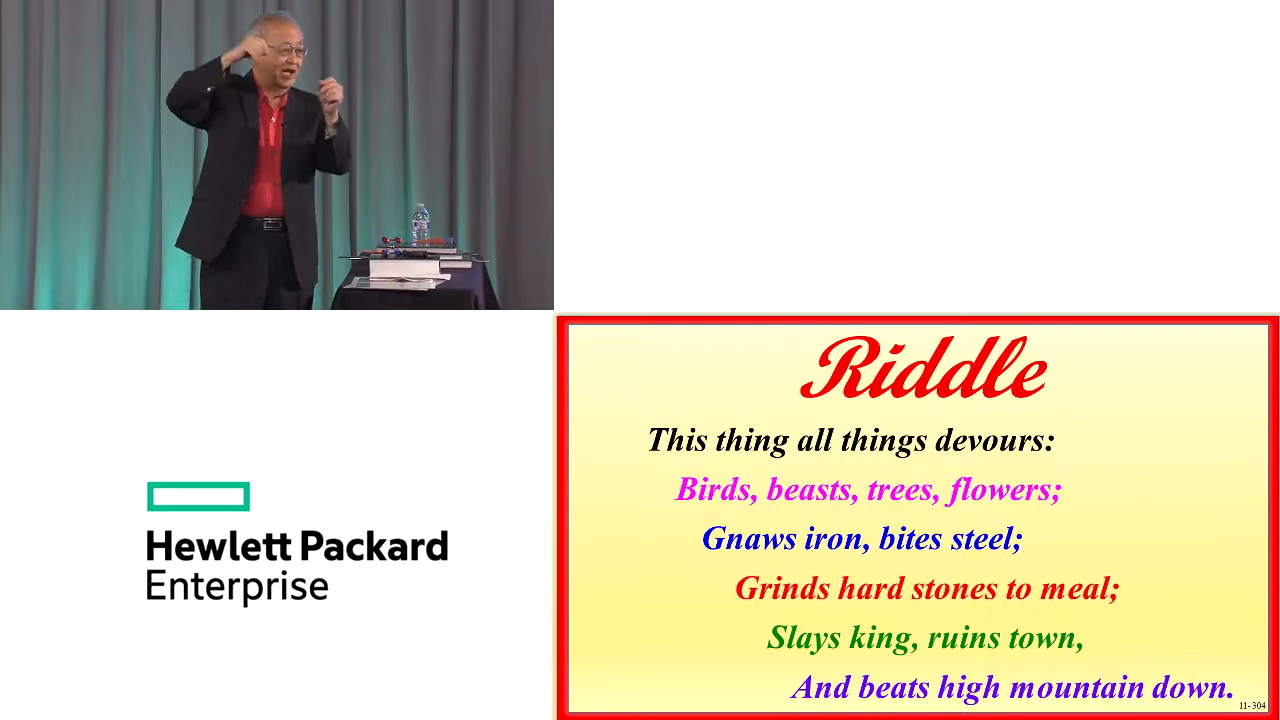 Riddle
This thing all things devours:
Birds, beasts, trees, flowers;
Gnaws iron, bites steel;
Grinds hard stones to meal;
Slays king, ruins town,
And beats high mountain down.
11-304
Hewlett Packard
Enterprise